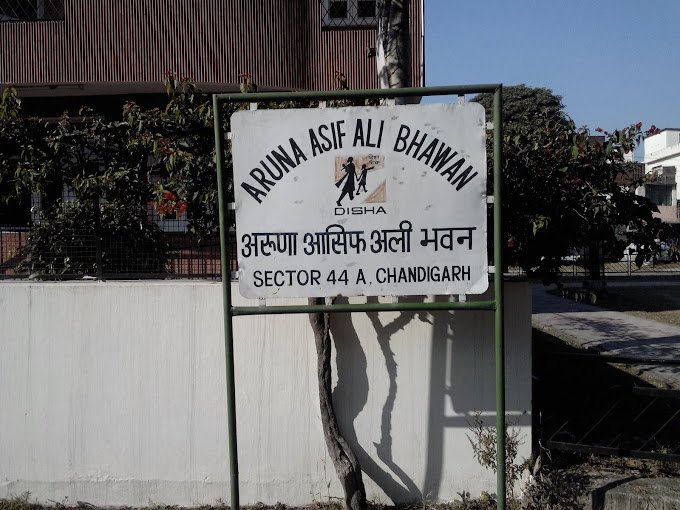 ARUNA ASIF ALI BHAWAN
DISHA
अरूणा आसिफ अली भवन
SECTOR 44 A, CHANDIGARH